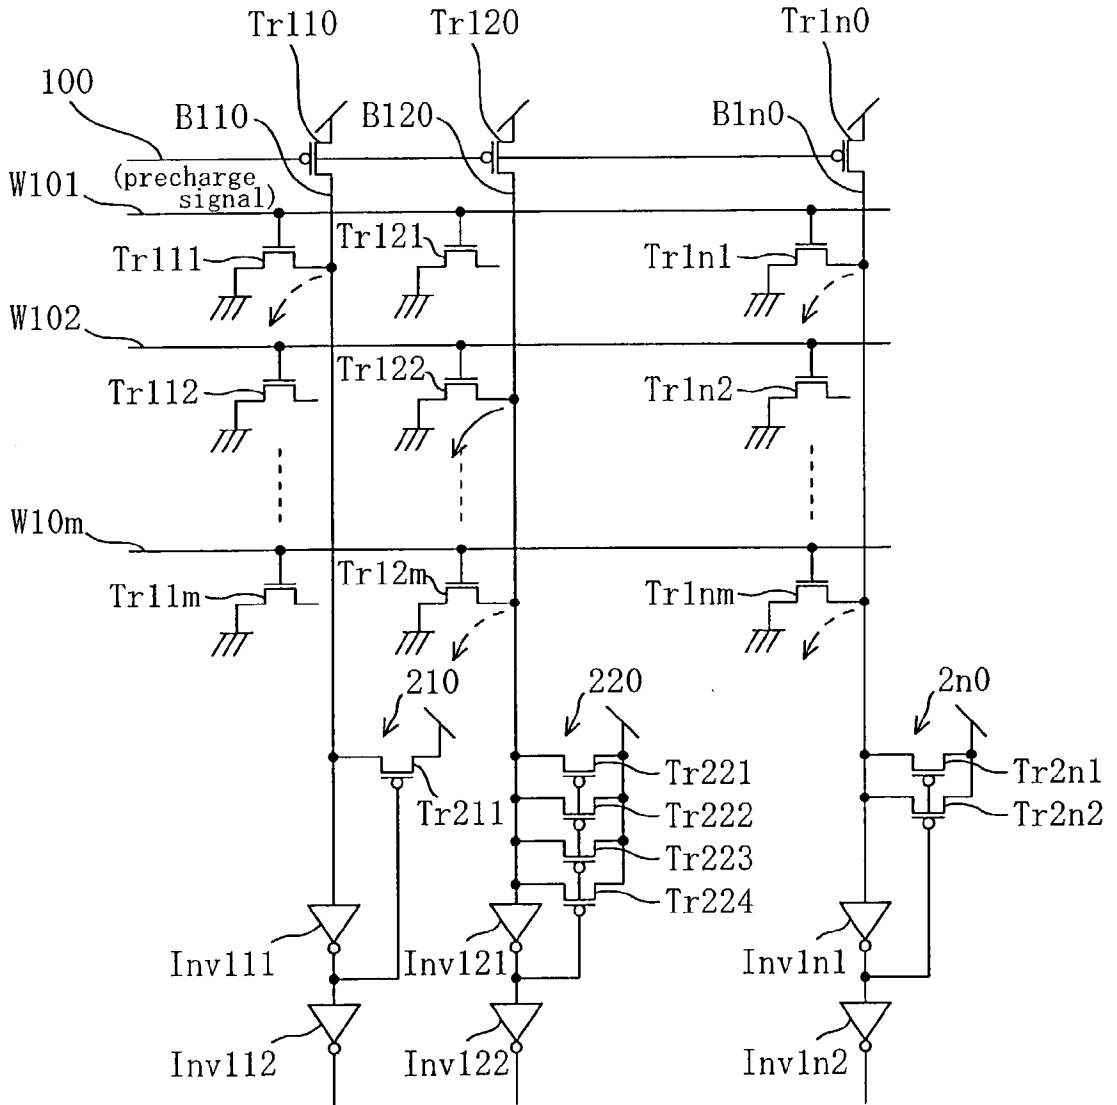 Tr110 Tr120 Tr1n0
100
B110 B120 B1n0
(precharge
signal)
W101
Tr111 Tr121 Tr1n1
W102
Tr112 Tr122 Tr1n2
W10m
Tr11m Tr12m Tr1nm
210 220 2n0
Tr211 Tr221 Tr2n1
Tr222 Tr2n2
Tr223
Tr224
Inv111 Inv121 Inv1n1
Inv112 Inv122 Inv1n2